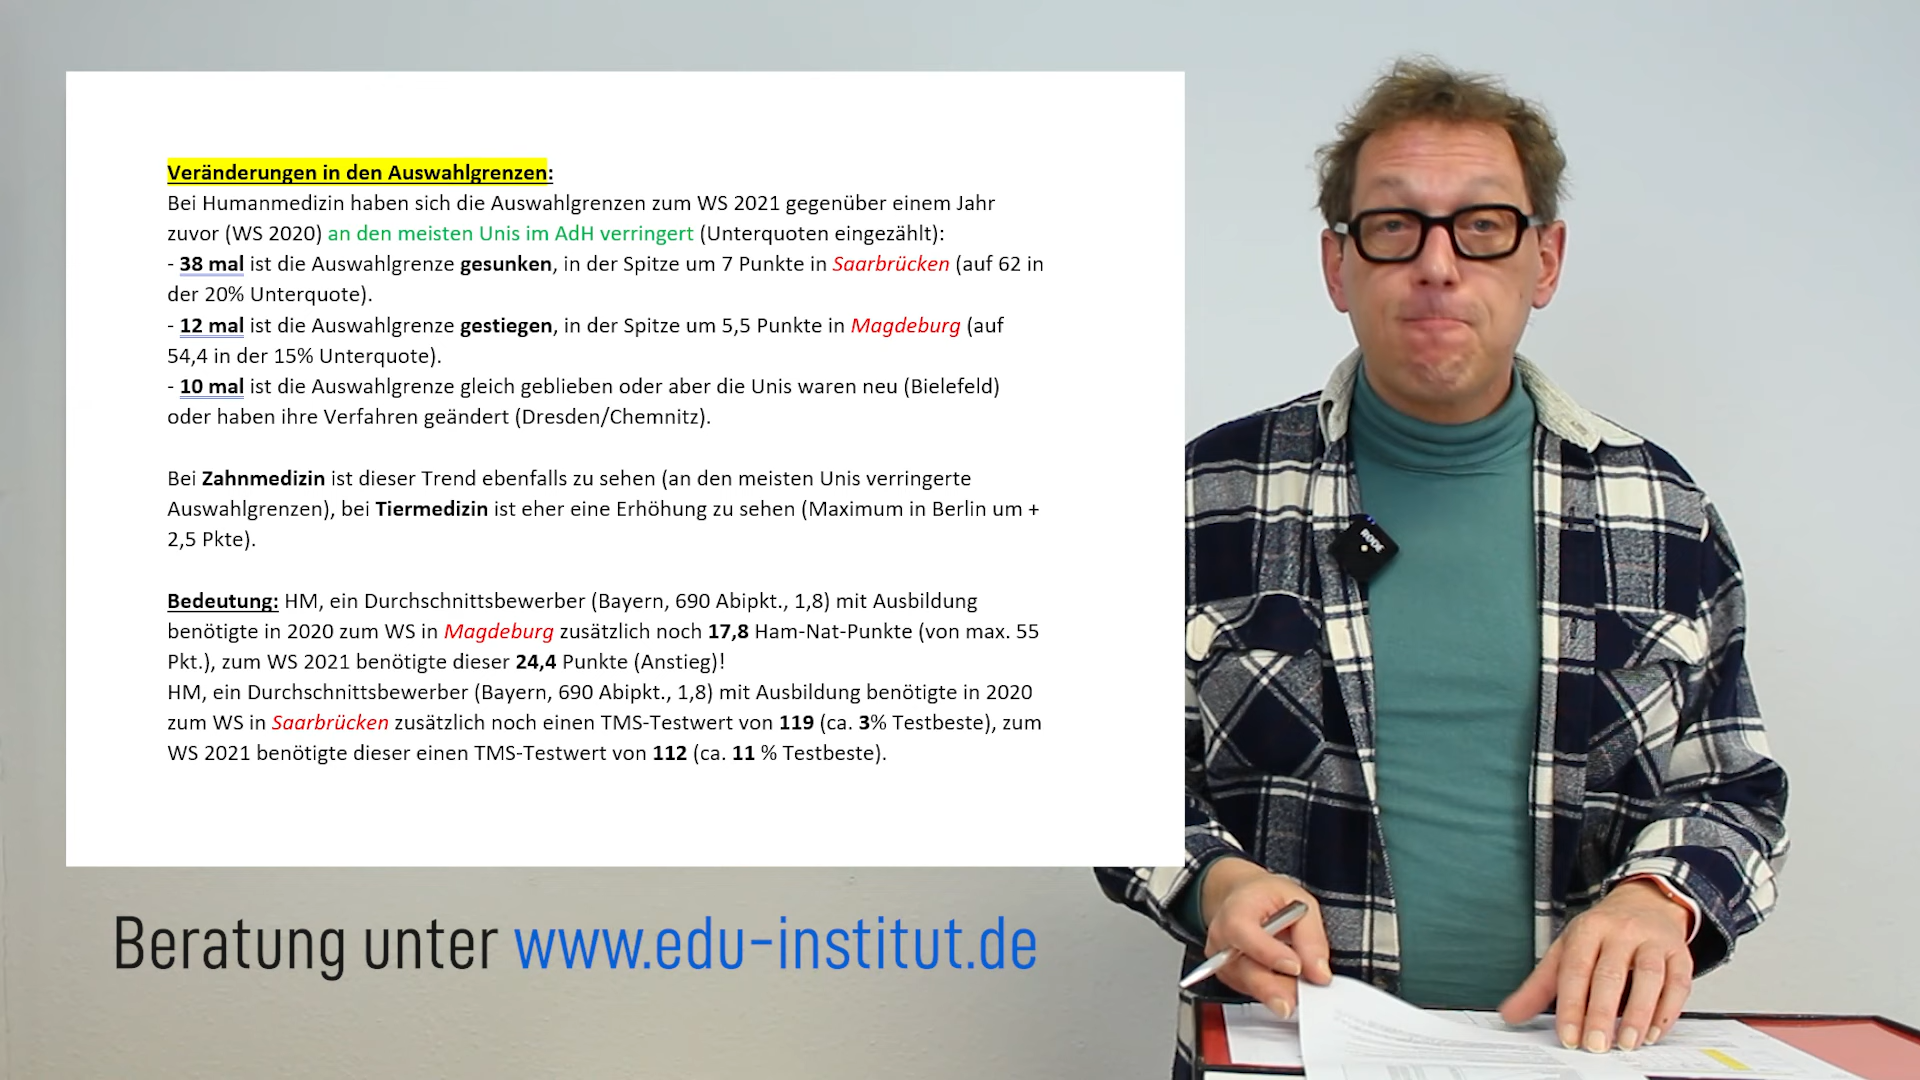 Veränderungen in den Auswahlgrenzen:
Bei Humanmedizin haben sich die Auswahlgrenzen zum WS 2021 gegenüber einem Jahr
zuvor (WS 2020) an den meisten Unis im AdH verringert (Unterquoten eingezählt):
- 38 mal ist die Auswahlgrenze gesunken, in der Spitze um 7 Punkte in Saarbrücken (auf 62 in
der 20% Unterquote).
- 12 mal ist die Auswahlgrenze gestiegen, in der Spitze um 5,5 Punkte in Magdeburg (auf
54,4 in der 15% Unterquote).
- 10 mal ist die Auswahlgrenze gleich geblieben oder aber die Unis waren neu (Bielefeld)
oder haben ihre Verfahren geändert (Dresden/Chemnitz).
Bei Zahnmedizin ist dieser Trend ebenfalls zu sehen (an den meisten Unis verringerte
Auswahlgrenzen), bei Tiermedizin ist eher eine Erhöhung zu sehen (Maximum in Berlin um +
2,5 Pkte).
Bedeutung: HM, ein Durchschnittsbewerber (Bayern, 690 Abipkt., 1,8) mit Ausbildung
benötigte in 2020 zum WS in Magdeburg zusätzlich noch 17,8 Ham-Nat-Punkte (von max. 55
Pkt.), zum WS 2021 benötigte dieser 24,4 Punkte (Anstieg)!
HM, ein Durchschnittsbewerber (Bayern, 690 Abipkt., 1,8) mit Ausbildung benötigte in 2020
zum WS in Saarbrücken zusätzlich noch einen TMS-Testwert von 119 (ca. 3% Testbeste), zum
WS 2021 benötigte dieser einen TMS-Testwert von 112 (ca. 11 % Testbeste).
RØDE
Beratung unter www.edu-institut.de